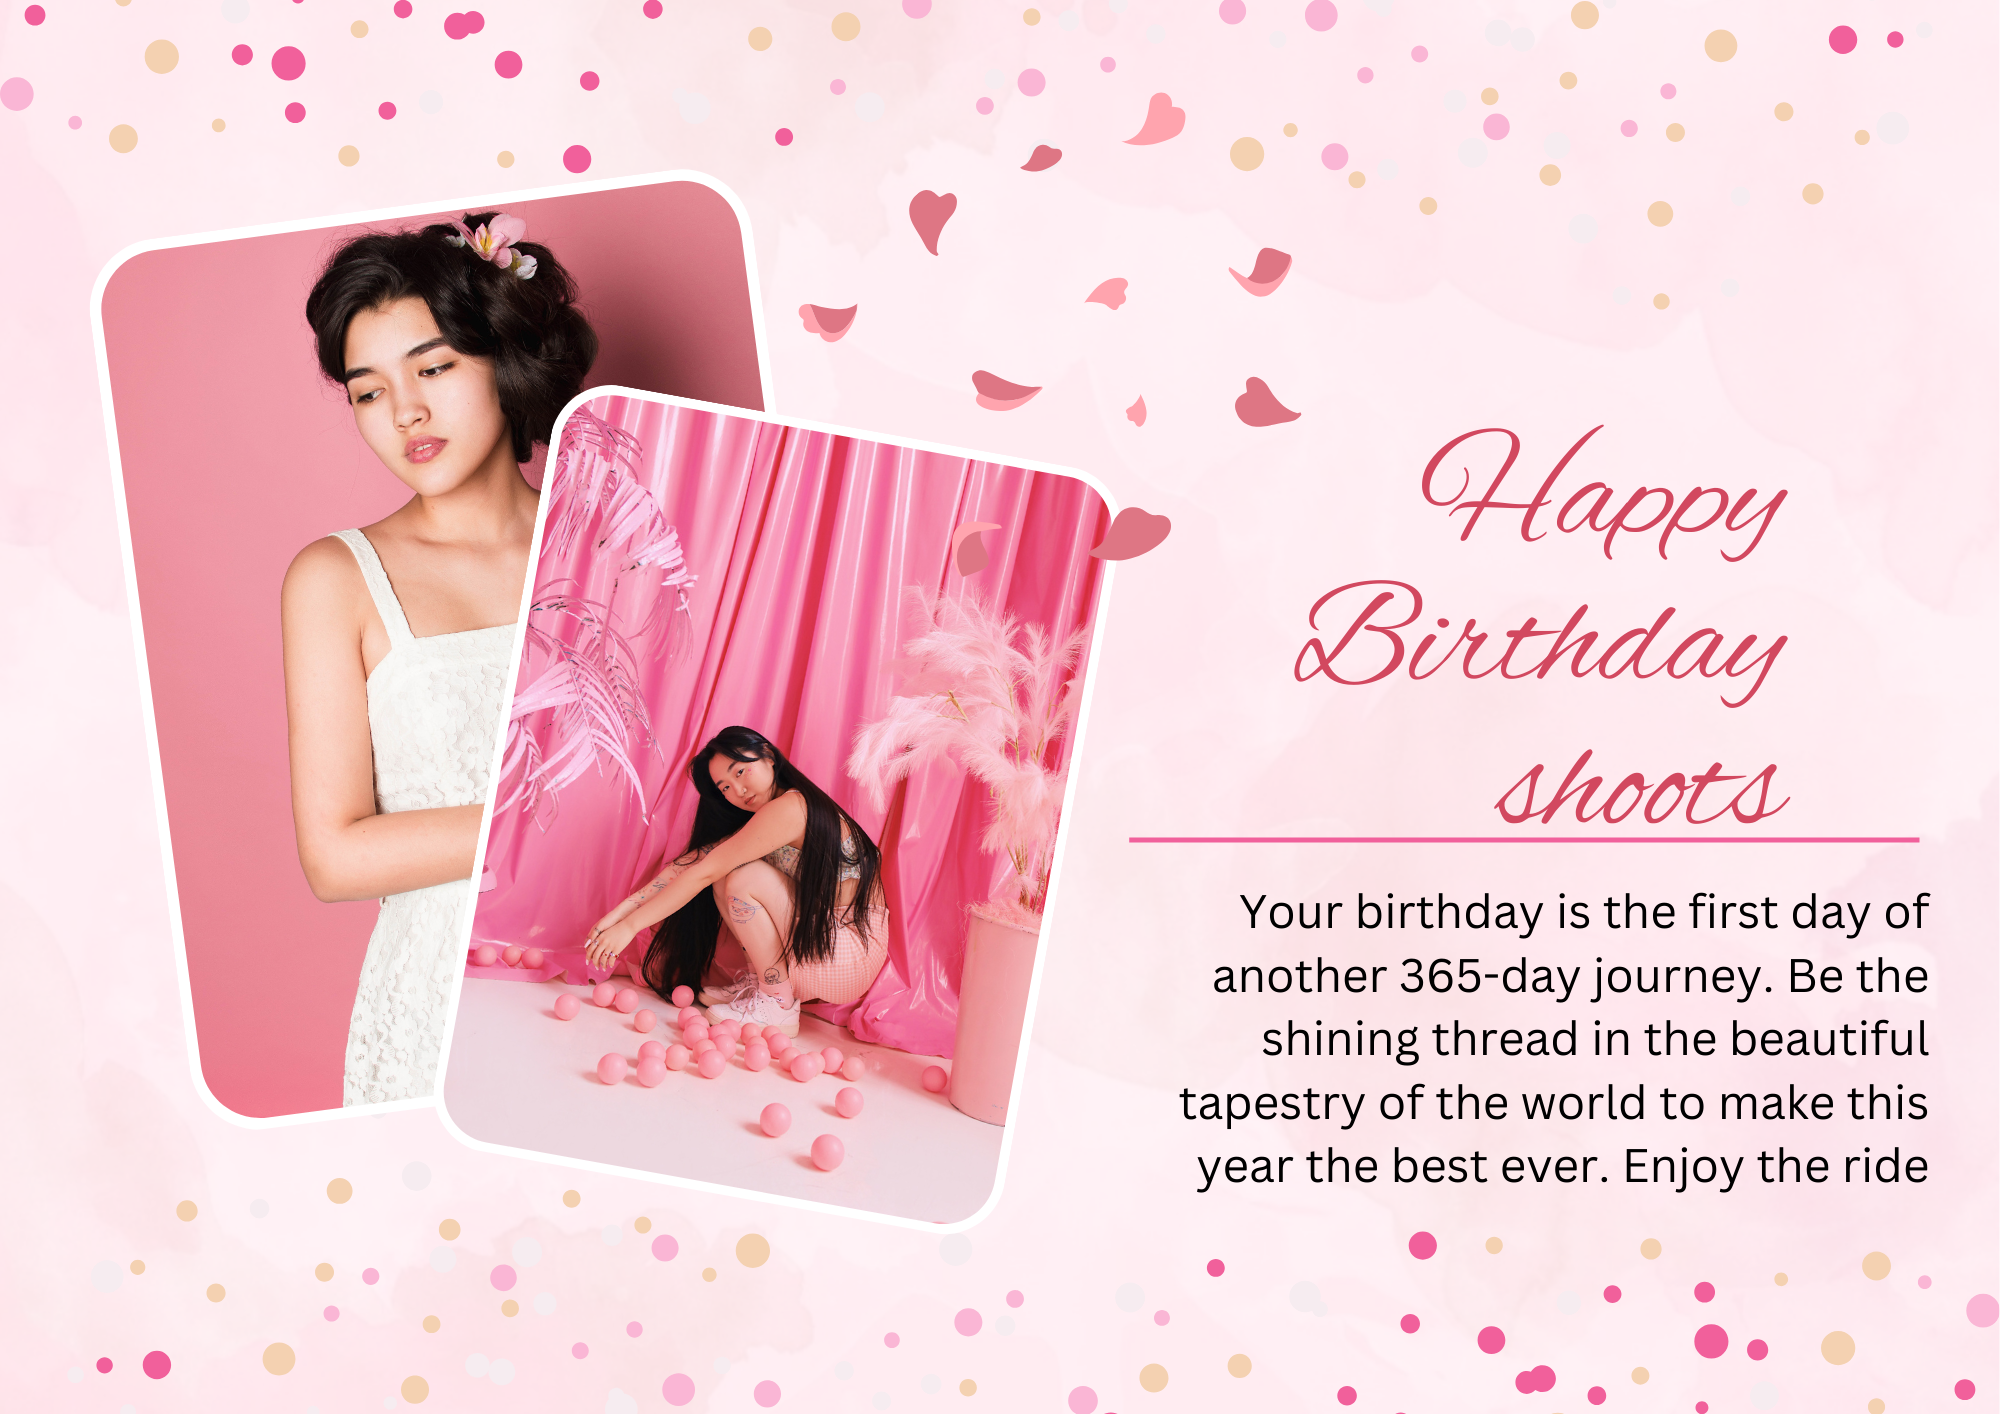 Happy
Birthday
shoots
Your birthday is the first day of
another 365-day journey. Be the
shining thread in the beautiful
tapestry of the world to make this
year the best ever. Enjoy the ride